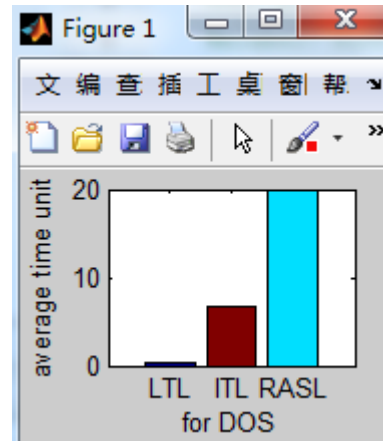 Figure 1
文 编 查 插 工 桌 窗 帮
average time unit
20
10
0
LTL ITL RASL
for DOS